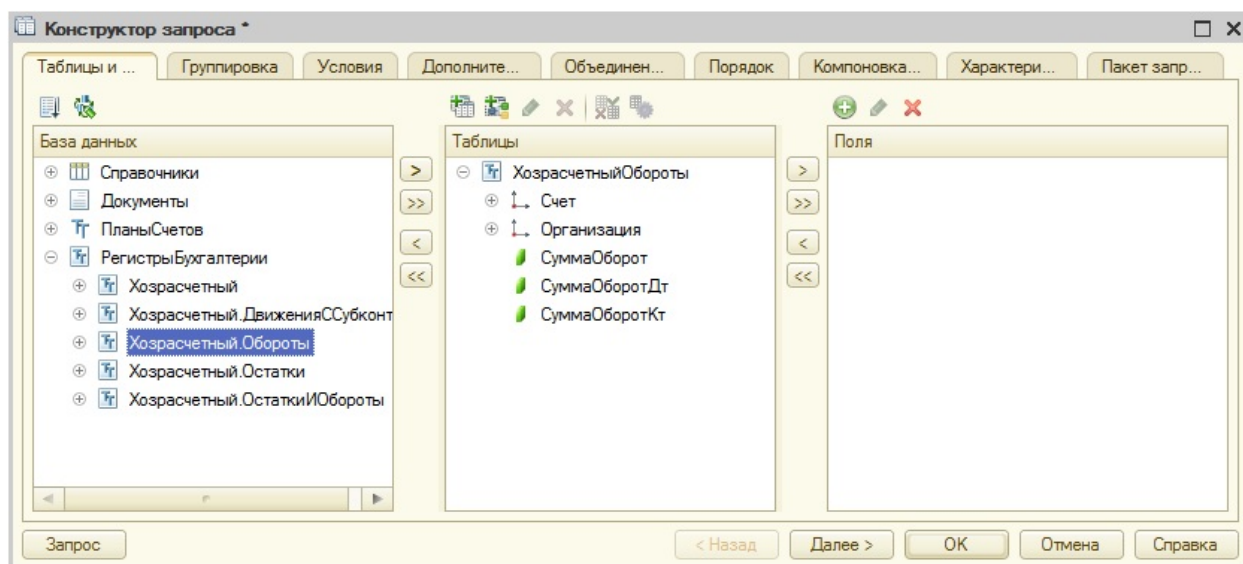 Конструктор запроса *
Таблицы и ...
Группировка
Условия
Дополните...
Объединен...
Порядок
Компоновка...
Характери...
Пакет запр...
База данных
Справочники
Документы
ПланыСчетов
РегистрыБухгалтерии
Хозрасчетный
Хозрасчетный.ДвиженияССубконт
Хозрасчетный.Обороты
Хозрасчетный.Остатки
Хозрасчетный.ОстаткиИОбороты
>
>>
<
<<
Таблицы
ХозрасчетныйОбороты
Счет
Организация
СуммаОборот
СуммаОборотДт
СуммаОборотКт
>
>>
<
<<
Поля
Запрос
< Назад
Далее >
OK
Отмена
Справка